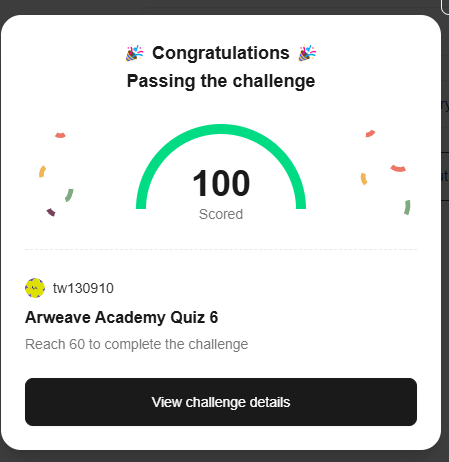 🎉 Congratulations 🎉
Passing the challenge
100
Scored
tw130910
Arweave Academy Quiz 6
Reach 60 to complete the challenge
View challenge details